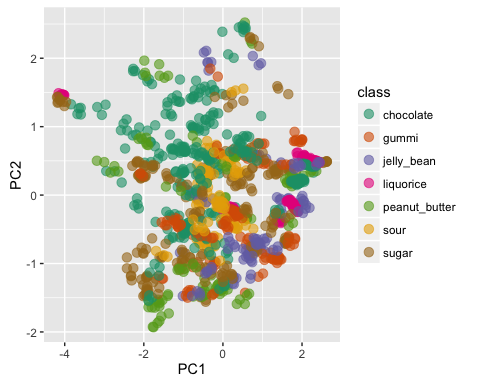 2
1
0
-1
-2
PC2
-4
-2
0
2
PC1
class
chocolate
gummi
jelly_bean
liquorice
peanut_butter
sour
sugar